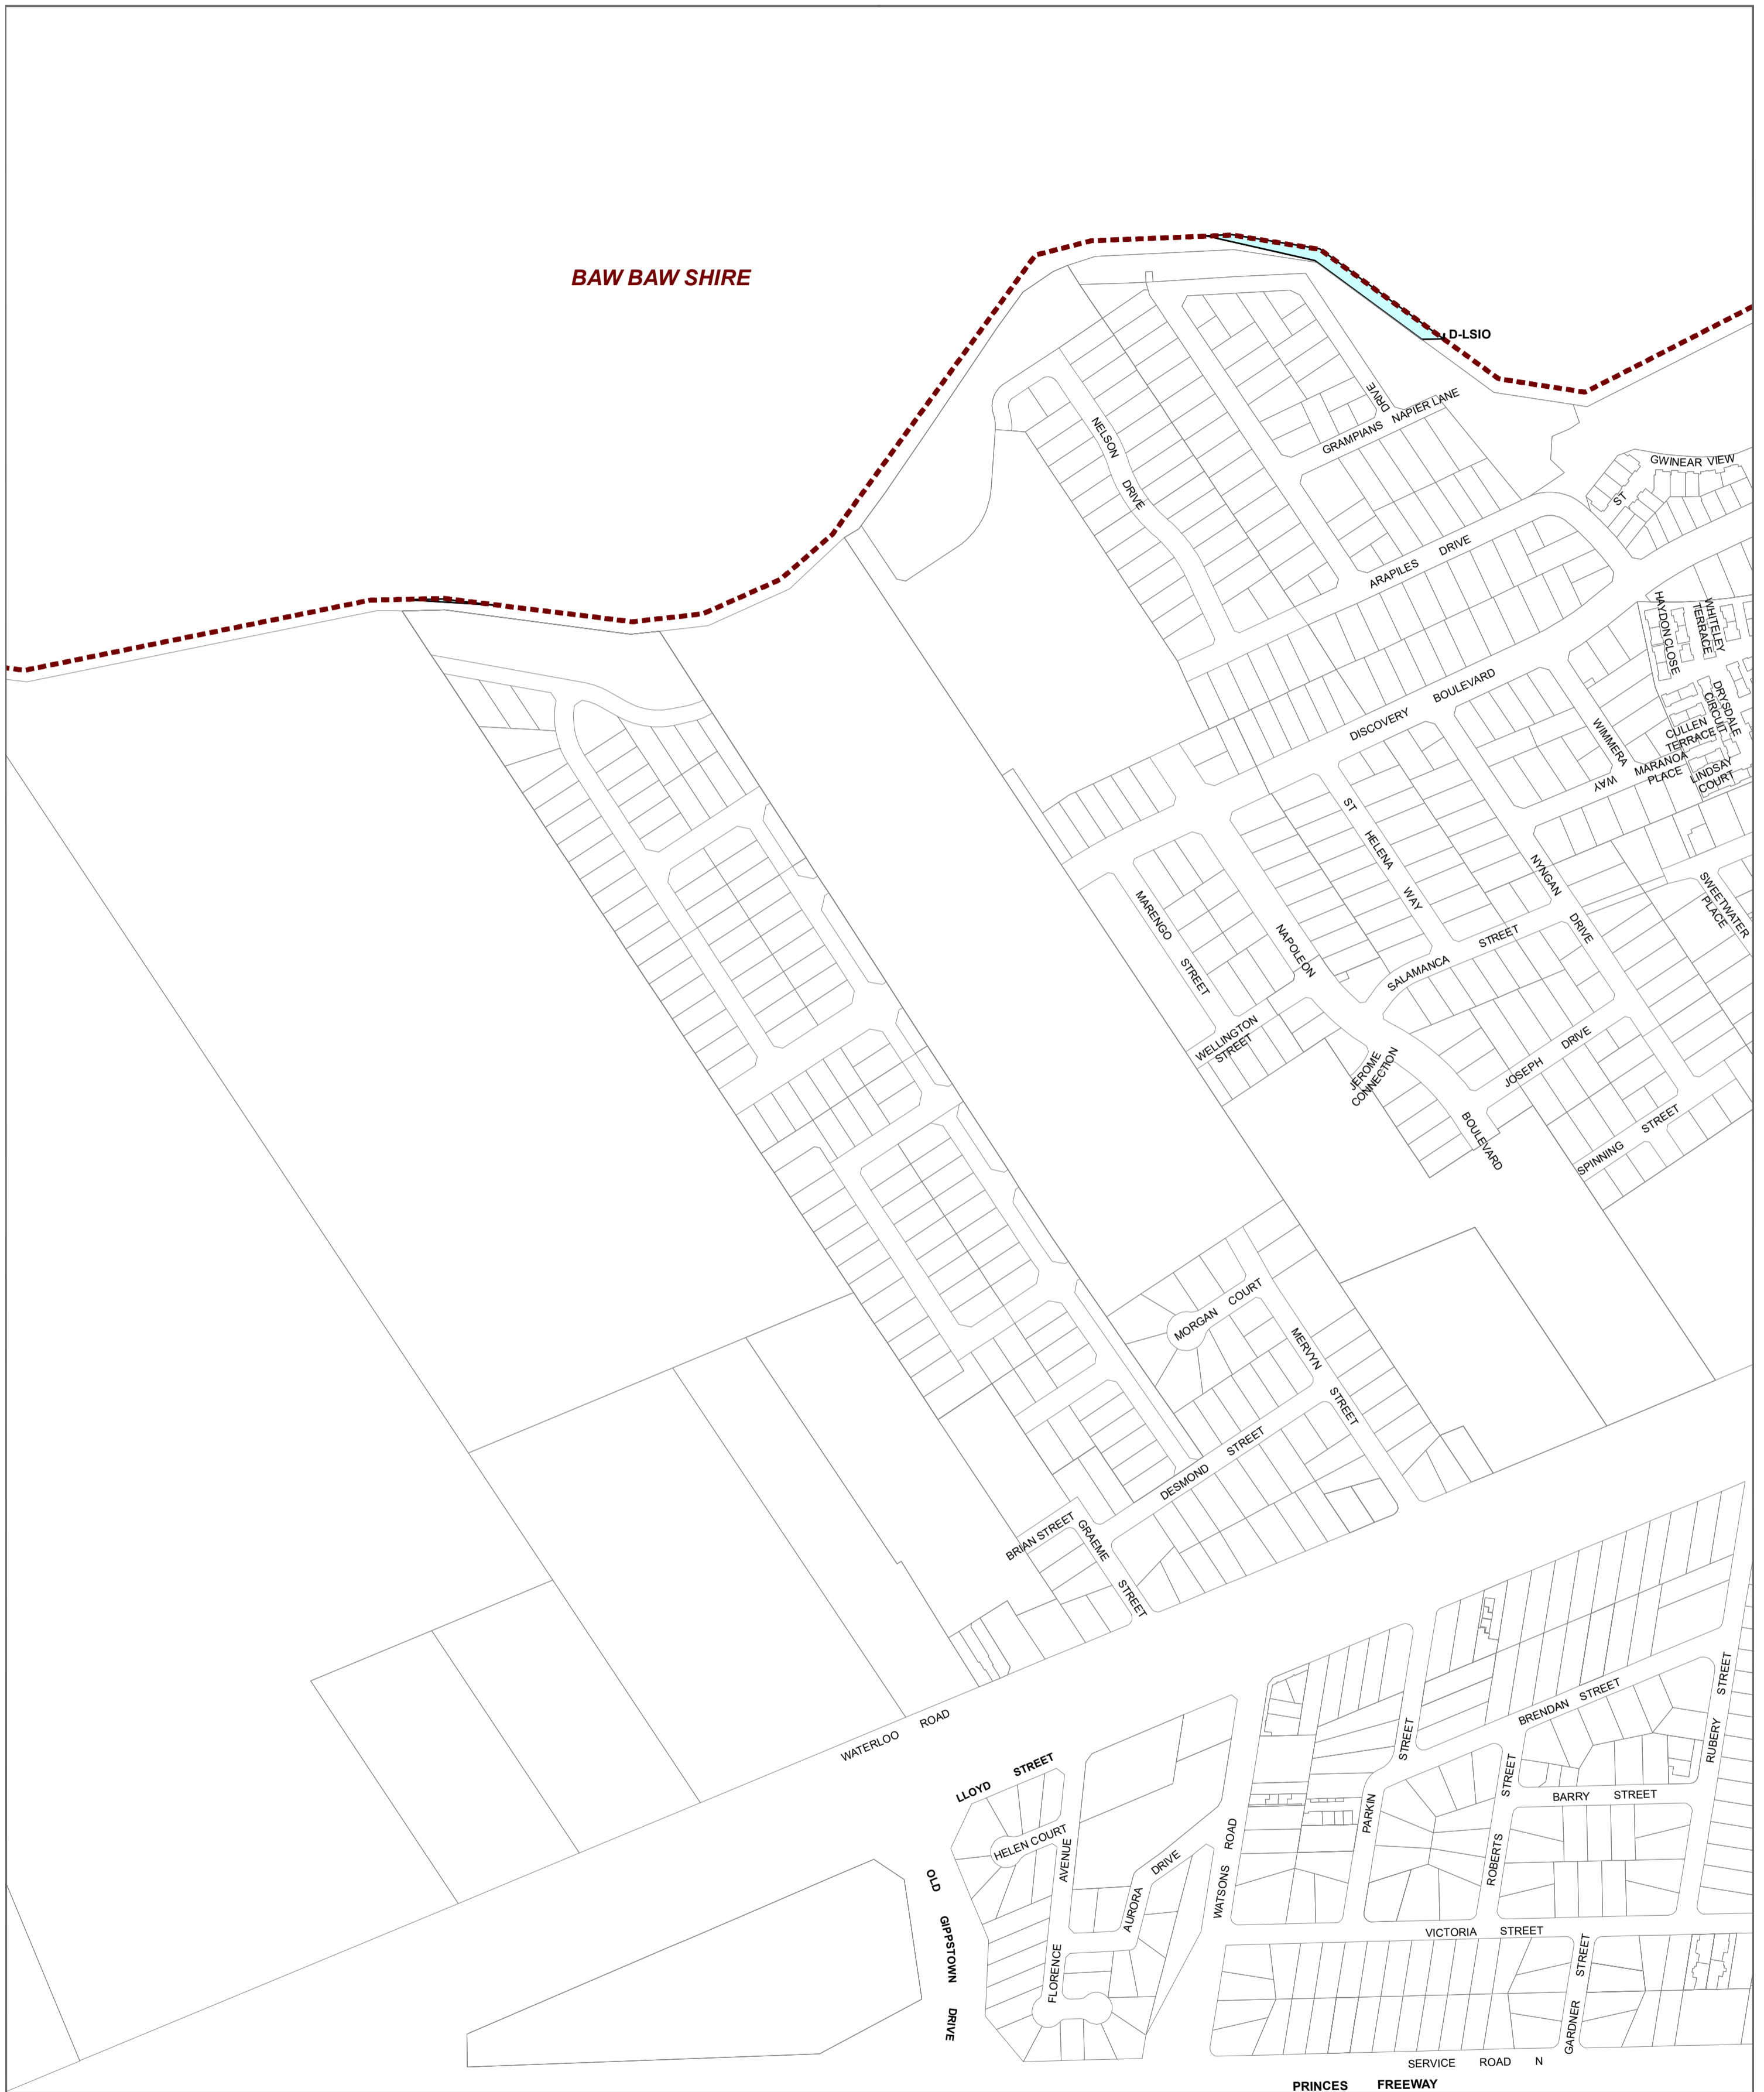 BAW BAW SHIRE
D-LSIO
NELSON
DRIVE
DRIVE
GRAMPIANS
NAPIER LANE
GWINEAR VIEW
ST
ARAPILES
DRIVE
HAYDON CLOSE
WHITELEY
TERRACE
DRYSDALE
CIRCUIT
CULLEN
TERRACE
MARANOA
PLACE
LINDSAY
COURT
WIMMERA
WAY
DISCOVERY
BOULEVARD
ST
HELENA
WAY
NYNGAN
DRIVE
SWEETWATER
PLACE
MARENGO
STREET
NAPOLEON
SALAMANCA
STREET
WELLINGTON
STREET
JEROME
CONNECTION
JOSEPH
DRIVE
BOULEVARD
SPINNING
STREET
MORGAN
COURT
MERVYN
STREET
DESMOND
STREET
BRIAN STREET
GRAEME
STREET
WATERLOO
ROAD
LLOYD
STREET
HELEN COURT
AVENUE
FLORENCE
AURORA
DRIVE
OLD
GIPPSTOWN
DRIVE
WATSONS
ROAD
PARKIN
STREET
BRENDAN
STREET
RUBERY
STREET
BARRY
STREET
ROBERTS
STREET
VICTORIA
STREET
GARDNER
STREET
SERVICE
ROAD
N
PRINCES
FREEWAY